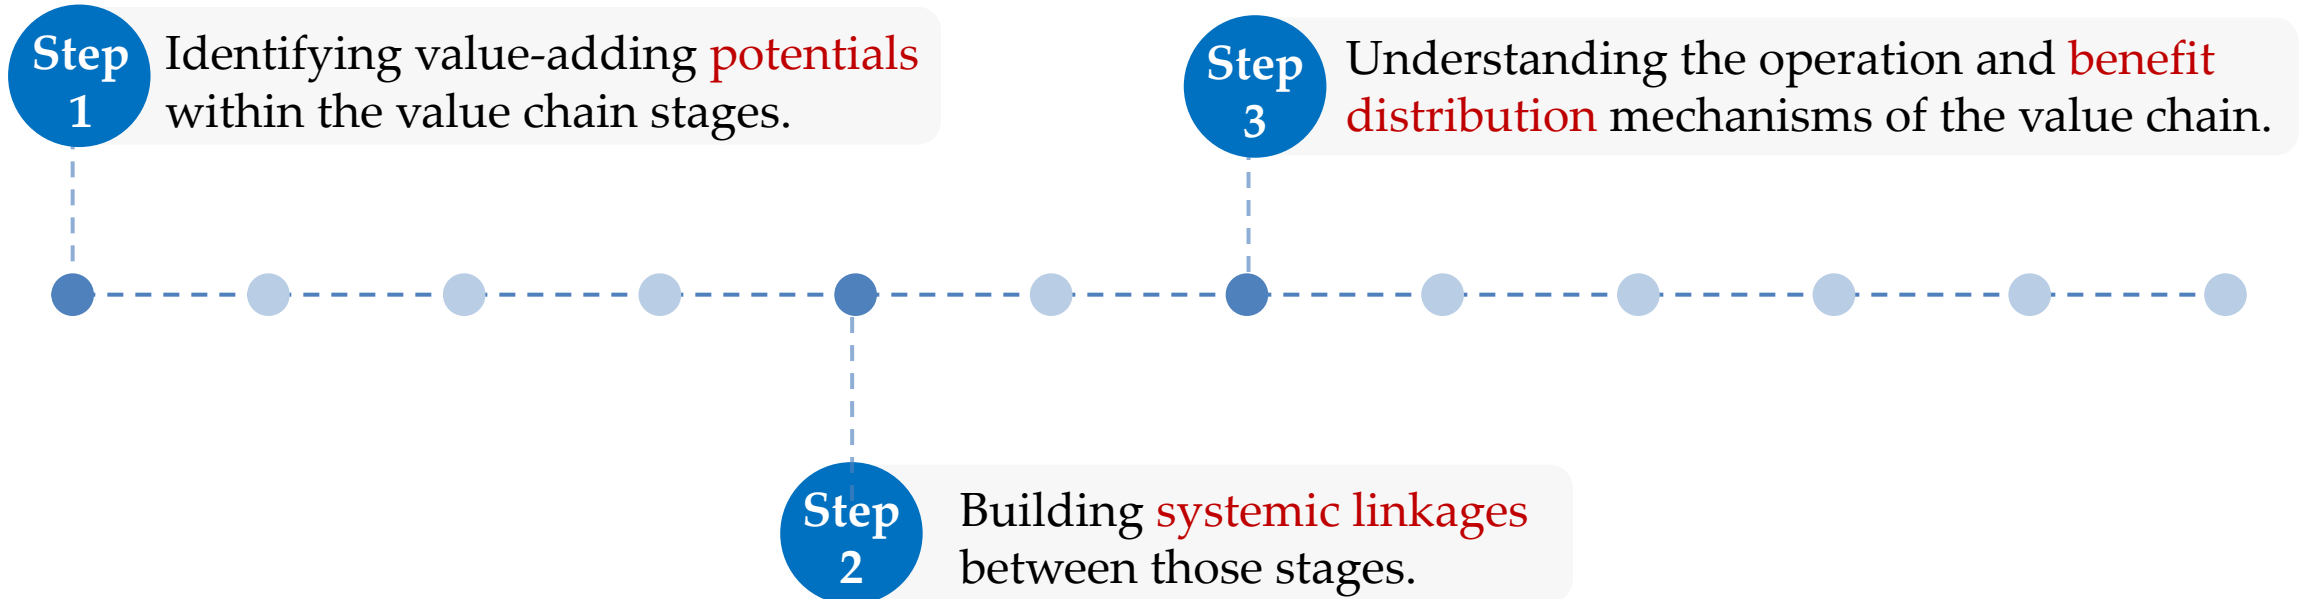 Step
1
Identifying value-adding potentials
within the value chain stages.
Step
3
Understanding the operation and benefit
distribution mechanisms of the value chain.
Step
2
Building systemic linkages
between those stages.